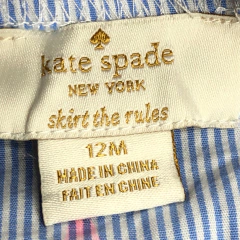 kate spade
NEW YORK
skirt the rules
12M
MADE IN CHINA
FAIT EN CHINE